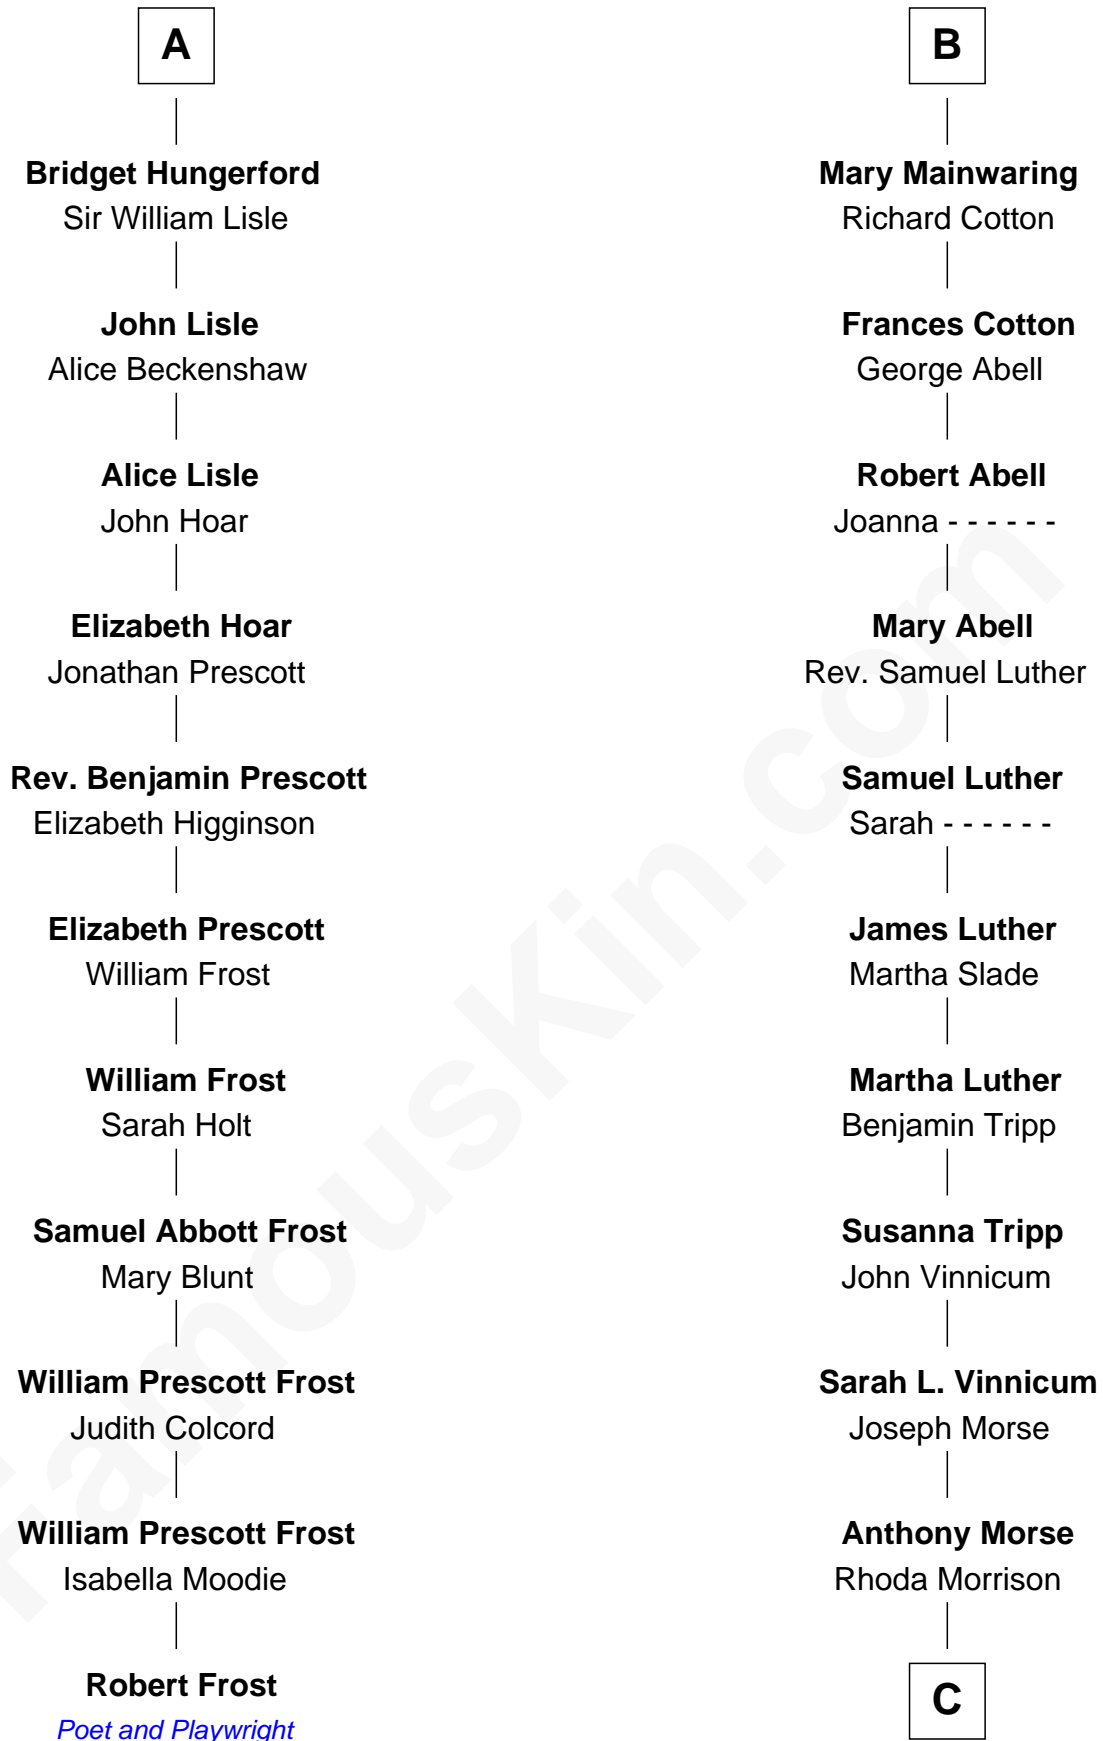 A
Bridget Hungerford
Sir William Lisle
John Lisle
Alice Beckenshaw
Alice Lisle
John Hoar
Elizabeth Hoar
Jonathan Prescott
Rev. Benjamin Prescott
Elizabeth Higginson
Elizabeth Prescott
William Frost
William Frost
Sarah Holt
Samuel Abbott Frost
Mary Blunt
William Prescott Frost
Judith Colcord
William Prescott Frost
Isabella Moodie
Robert Frost
Poet and Playwright
B
Mary Mainwaring
Richard Cotton
Frances Cotton
George Abell
Robert Abell
Joanna - - - - - -
Mary Abell
Rev. Samuel Luther
Samuel Luther
Sarah - - - - - -
James Luther
Martha Slade
Martha Luther
Benjamin Tripp
Susanna Tripp
John Vinnicum
Sarah L. Vinnicum
Joseph Morse
Anthony Morse
Rhoda Morrison
C
FamousKin.com